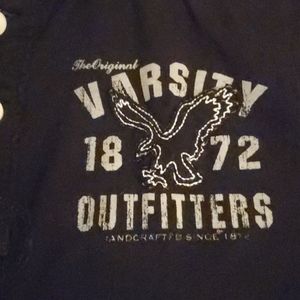 The Original
VARSITY
18 72
OUTFITTERS
HANDCRAFTED SINCE 1872